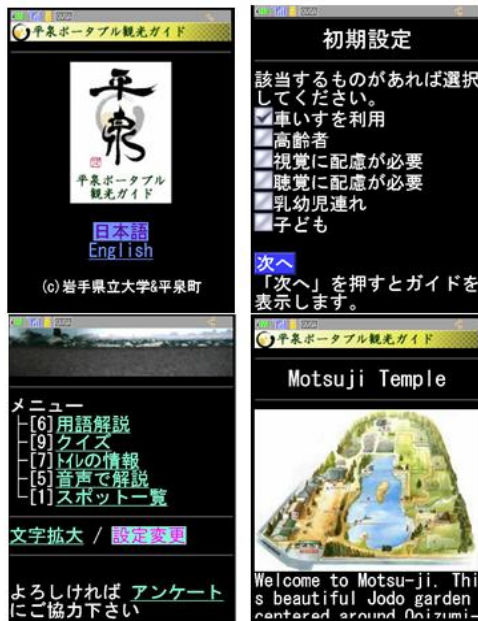 平泉ポータブル観光ガイド
平泉
平泉ポータブル
観光ガイド
日本語
English
(c)岩手県立大学&平泉町
初期設定
該当するものがあれば選択
してください。
車いすを利用
高齢者
視覚に配慮が必要
聴覚に配慮が必要
乳幼児連れ
子ども
次へ
「次へ」を押すとガイドを
表示します。
メニュー
[6]用語解説
[9]クイズ
[7]トイレの情報
[5]音声で解説
[1]スポット一覧
文字拡大 / 設定変更
よろしければ アンケート
にご協力下さい
平泉ポータブル観光ガイド
Motsuji Temple
Welcome to Motsu-ji. Thi
s beautiful Jodo garden
centered around Ooizumi-